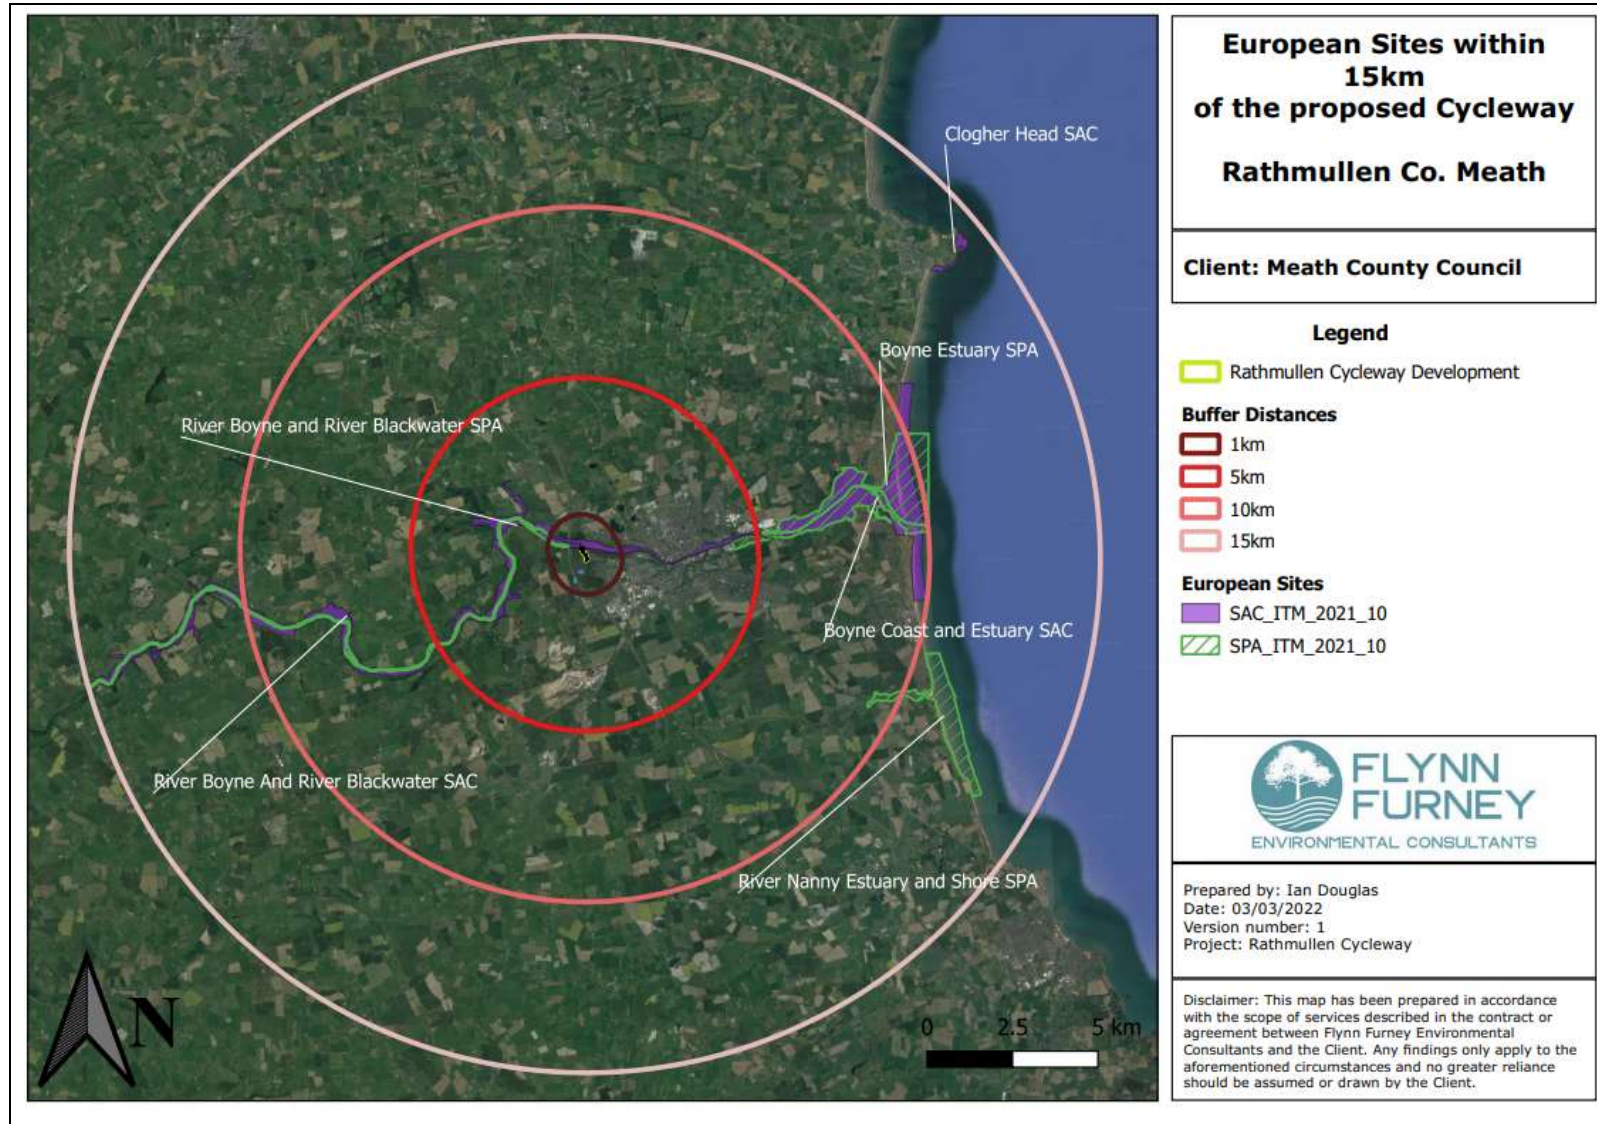 European Sites within
15km
of the proposed Cycleway
Rathmullen Co. Meath
Client: Meath County Council
Legend
Rathmullen Cycleway Development
Buffer Distances
1km
5km
10km
15km
European Sites
SAC_ITM_2021_10
SPA_ITM_2021_10
Clogher Head SAC
Boyne Estuary SPA
River Boyne and River Blackwater SPA
Boyne Coast and Estuary SAC
River Boyne And River Blackwater SAC
River Nanny Estuary and Shore SPA
N
0 2.5 5 km
FLYNN
FURNEY
ENVIRONMENTAL CONSULTANTS
Prepared by: Ian Douglas
Date: 03/03/2022
Version number: 1
Project: Rathmullen Cycleway
Disclaimer: This map has been prepared in accordance
with the scope of services described in the contract or
agreement between Flynn Furney Environmental
Consultants and the Client. Any findings only apply to the
aforementioned circumstances and no greater reliance
should be assumed or drawn by the Client.